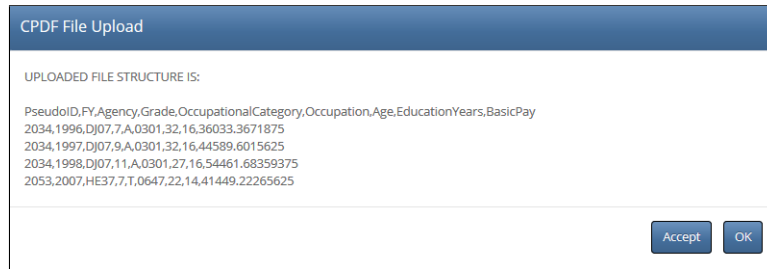 CPDF File Upload
UPLOADED FILE STRUCTURE IS:
PseudoID,FY,Agency,Grade,OccupationalCategory,Occupation,Age,EducationYears,BasicPay
2034,1996,DJ07,7,A,0301,32,16,36033.3671875
2034,1997,DJ07,9,A,0301,32,16,44589.6015625
2034,1998,DJ07,11,A,0301,27,16,54461.68359375
2053,2007,HE37,7,T,0647,22,14,41449.22265625
Accept OK